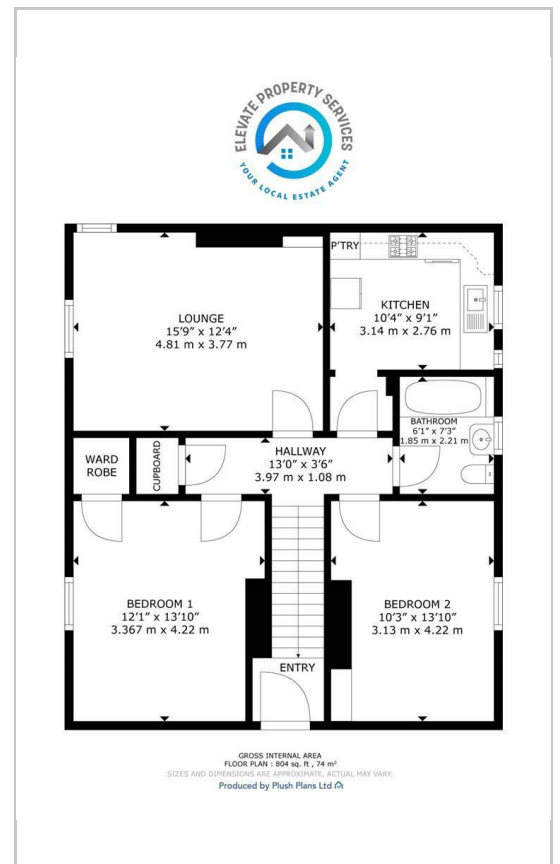 ELEVATE PROPERTY SERVICES
YOUR LOCAL ESTATE AGENT
P'TRY
LOUNGE
15'9" x 12'4"
4.81 m x 3.77 m
KITCHEN
10'4" x 9'1"
3.14 m x 2.76 m
BATHROOM
6'1" x 7'3"
1.85 m x 2.21 m
HALLWAY
13'0" x 3'6"
3.97 m x 1.08 m
WARD
ROBE
CUPBOARD
BEDROOM 1
12'1" x 13'10"
3.367 m x 4.22 m
BEDROOM 2
10'3" x 13'10"
3.13 m x 4.22 m
ENTRY
GROSS INTERNAL AREA
FLOOR PLAN : 804 sq. ft , 74 m²
SIZES AND DIMENSIONS ARE APPROXIMATE, ACTUAL MAY VARY.
Produced by Plush Plans Ltd